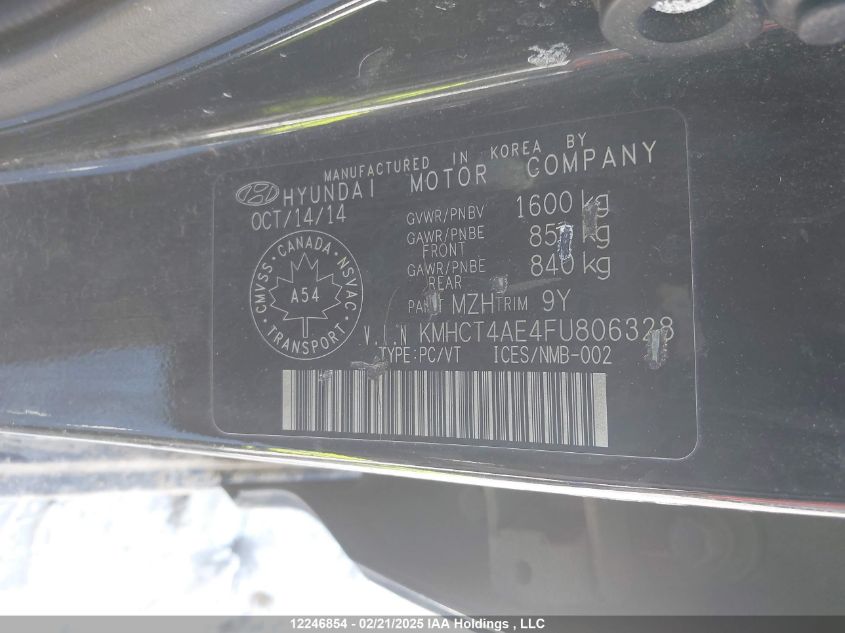 MANUFACTURED IN KOREA BY
HYUNDAI MOTOR COMPANY
OCT/14/14
GVWR/PNBV 1600 kg
GAWR/PNBE FRONT kg
GAWR/PNBE REAR 840 kg
CMVSS · CANADA · NSVAC · TRANSPORT ·
A54
PAINT MZH TRIM 9Y
V.I.N KMHCT4AE4FU806328
TYPE:PC/VT ICES/NMB-002
12246854 - 02/21/2025 IAA Holdings , LLC